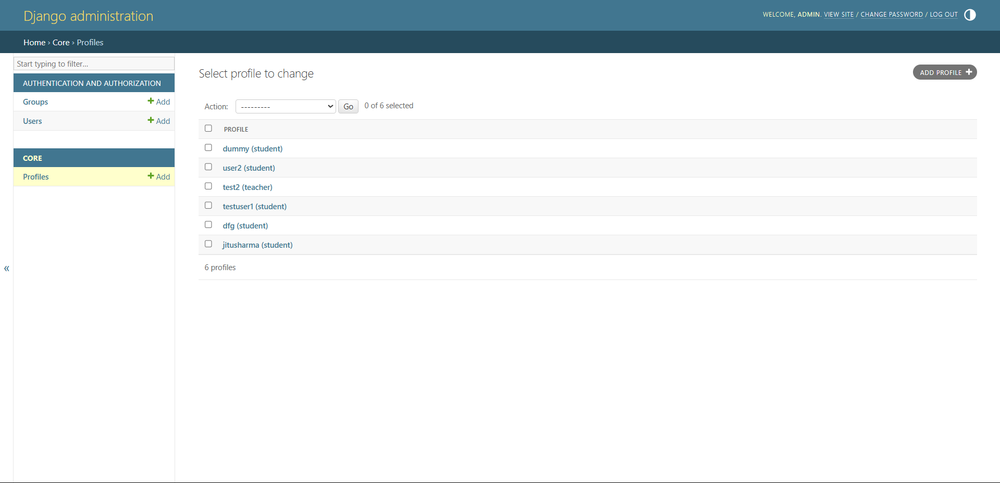 Django administration
WELCOME, ADMIN. VIEW SITE / CHANGE PASSWORD / LOG OUT
Home › Core › Profiles
Start typing to filter...
AUTHENTICATION AND AUTHORIZATION
Groups
Add
Users
Add
CORE
Profiles
Add
«
Select profile to change
ADD PROFILE
Action: --------- Go 0 of 6 selected
PROFILE
dummy (student)
user2 (student)
test2 (teacher)
testuser1 (student)
dfg (student)
jitusharma (student)
6 profiles